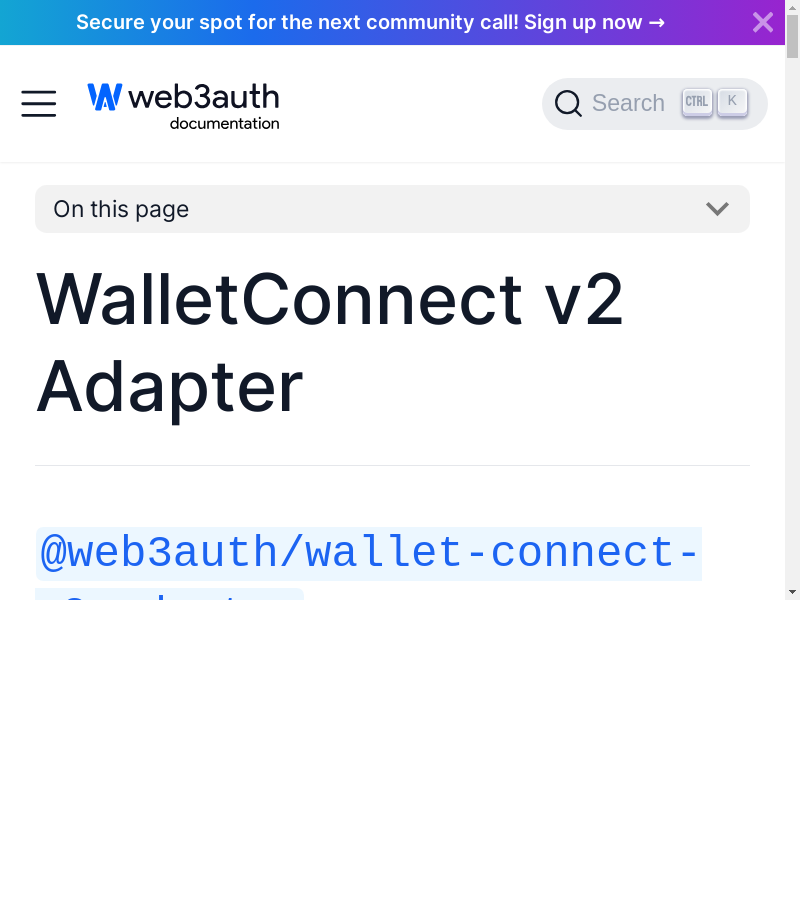 Secure your spot for the next community call! Sign up now →
web3auth
documentation
Search CTRL K
On this page
WalletConnect v2
Adapter
@web3auth/wallet-connect-